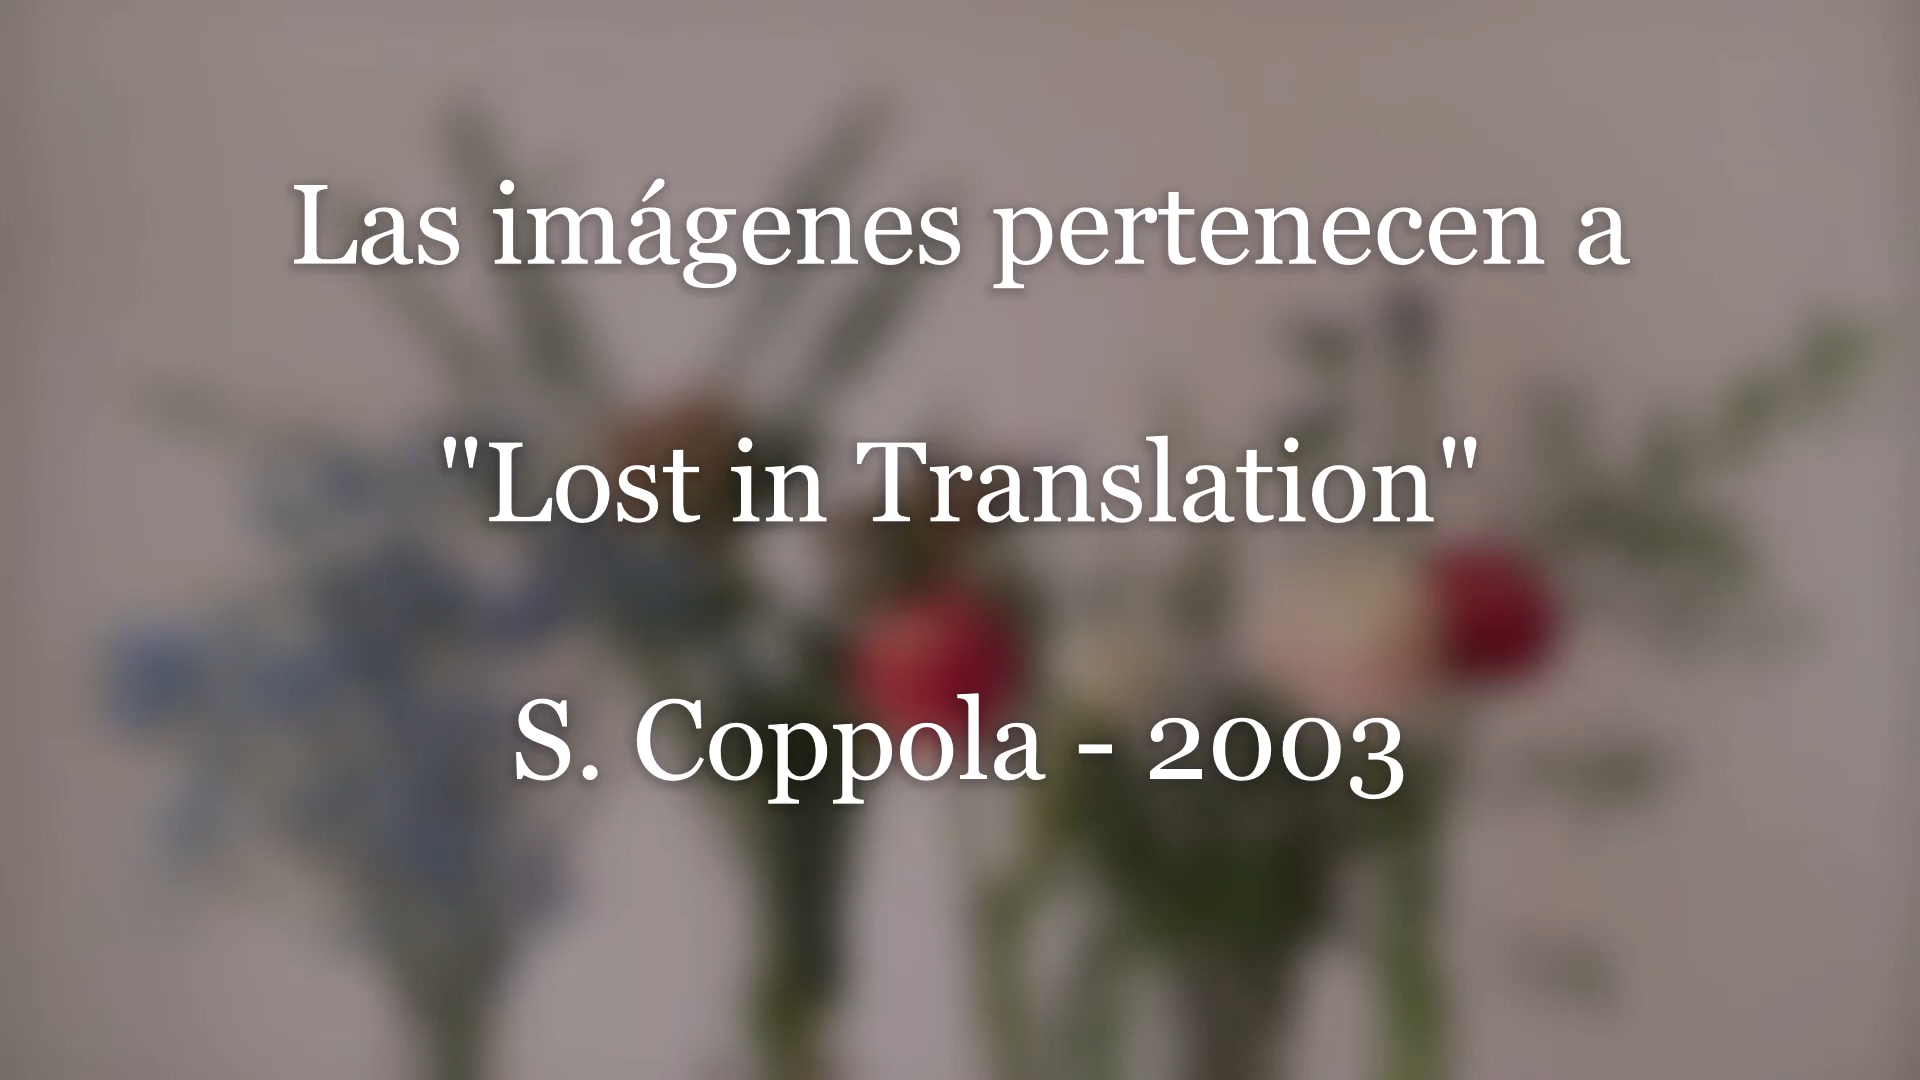 Las imágenes pertenecen a
"Lost in Translation"
S. Coppola - 2003